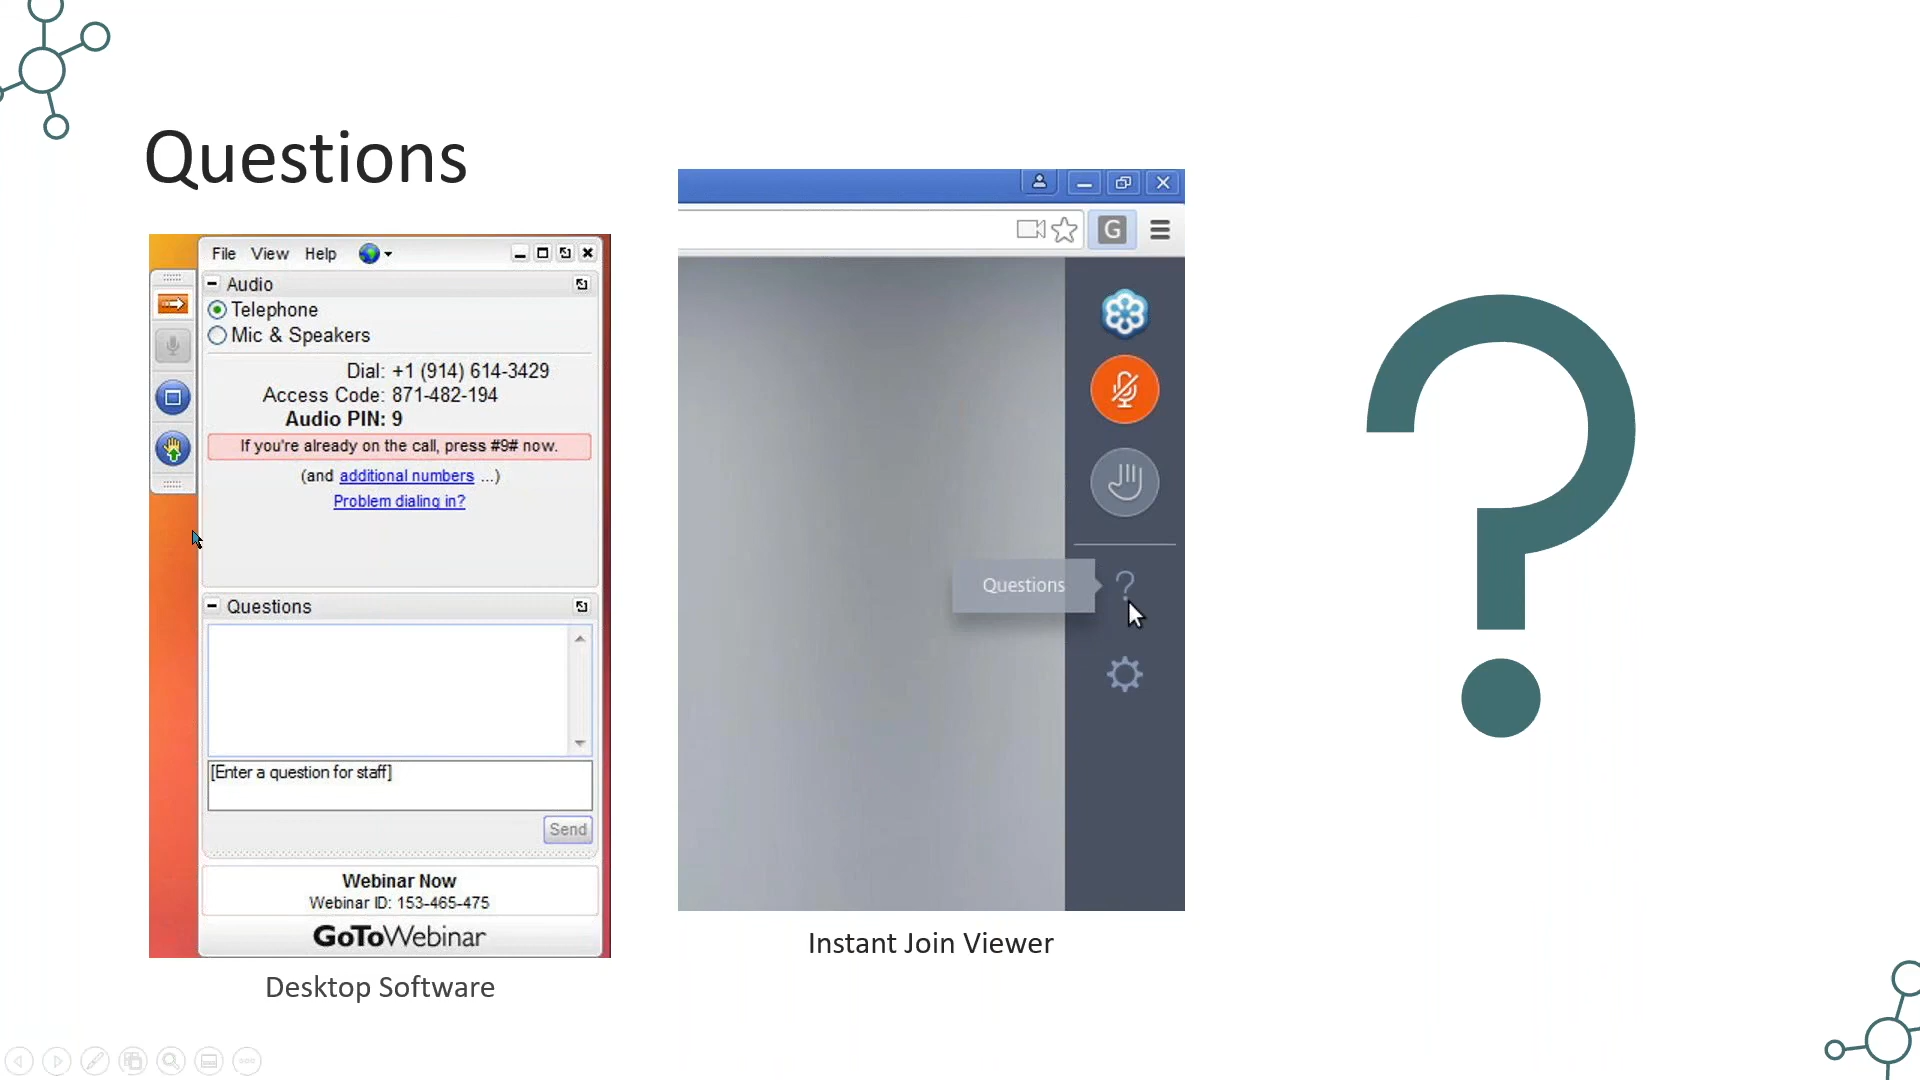 Questions
File View Help
Audio
Telephone
Mic & Speakers
Dial: +1 (914) 614-3429
Access Code: 871-482-194
Audio PIN: 9
If you're already on the call, press #9# now.
(and additional numbers ...)
Problem dialing in?
Questions
[Enter a question for staff]
Send
Webinar Now
Webinar ID: 153-465-475
GoToWebinar
Desktop Software
G
Questions
?
Instant Join Viewer
?